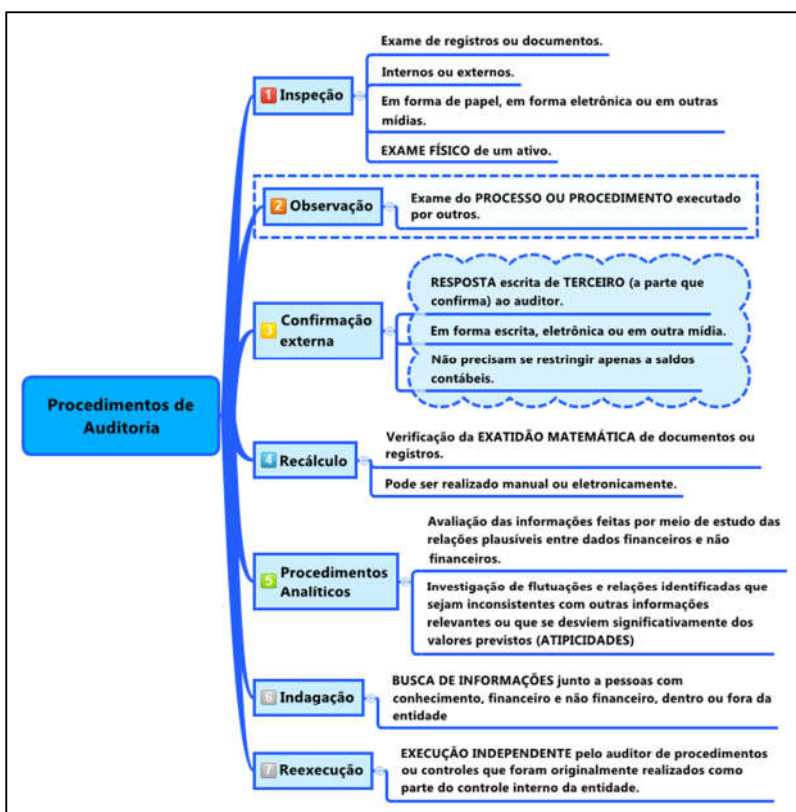 Procedimentos de
Auditoria
1 Inspeção
Exame de registros ou documentos.
Internos ou externos.
Em forma de papel, em forma eletrônica ou em outras
mídias.
EXAME FÍSICO de um ativo.
2 Observação
Exame do PROCESSO OU PROCEDIMENTO executado
por outros.
3 Confirmação
externa
RESPOSTA escrita de TERCEIRO (a parte que
confirma) ao auditor.
Em forma escrita, eletrônica ou em outra mídia.
Não precisam se restringir apenas a saldos
contábeis.
4 Recálculo
Verificação da EXATIDÃO MATEMÁTICA de documentos ou
registros.
Pode ser realizado manual ou eletronicamente.
5 Procedimentos
Analíticos
Avaliação das informações feitas por meio de estudo das
relações plausíveis entre dados financeiros e não
financeiros.
Investigação de flutuações e relações identificadas que
sejam inconsistentes com outras informações
relevantes ou que se desviem significativamente dos
valores previstos (ATIPICIDADES)
6 Indagação
BUSCA DE INFORMAÇÕES junto a pessoas com
conhecimento, financeiro e não financeiro, dentro ou fora da
entidade
7 Reexecução
EXECUÇÃO INDEPENDENTE pelo auditor de procedimentos
ou controles que foram originalmente realizados como
parte do controle interno da entidade.